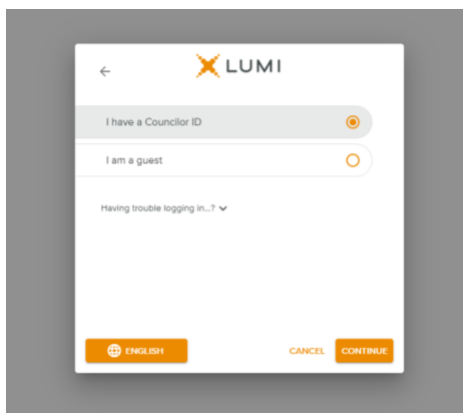 LUMI
I have a Councilor ID
I am a guest
Having trouble logging in...?
ENGLISH CANCEL CONTINUE